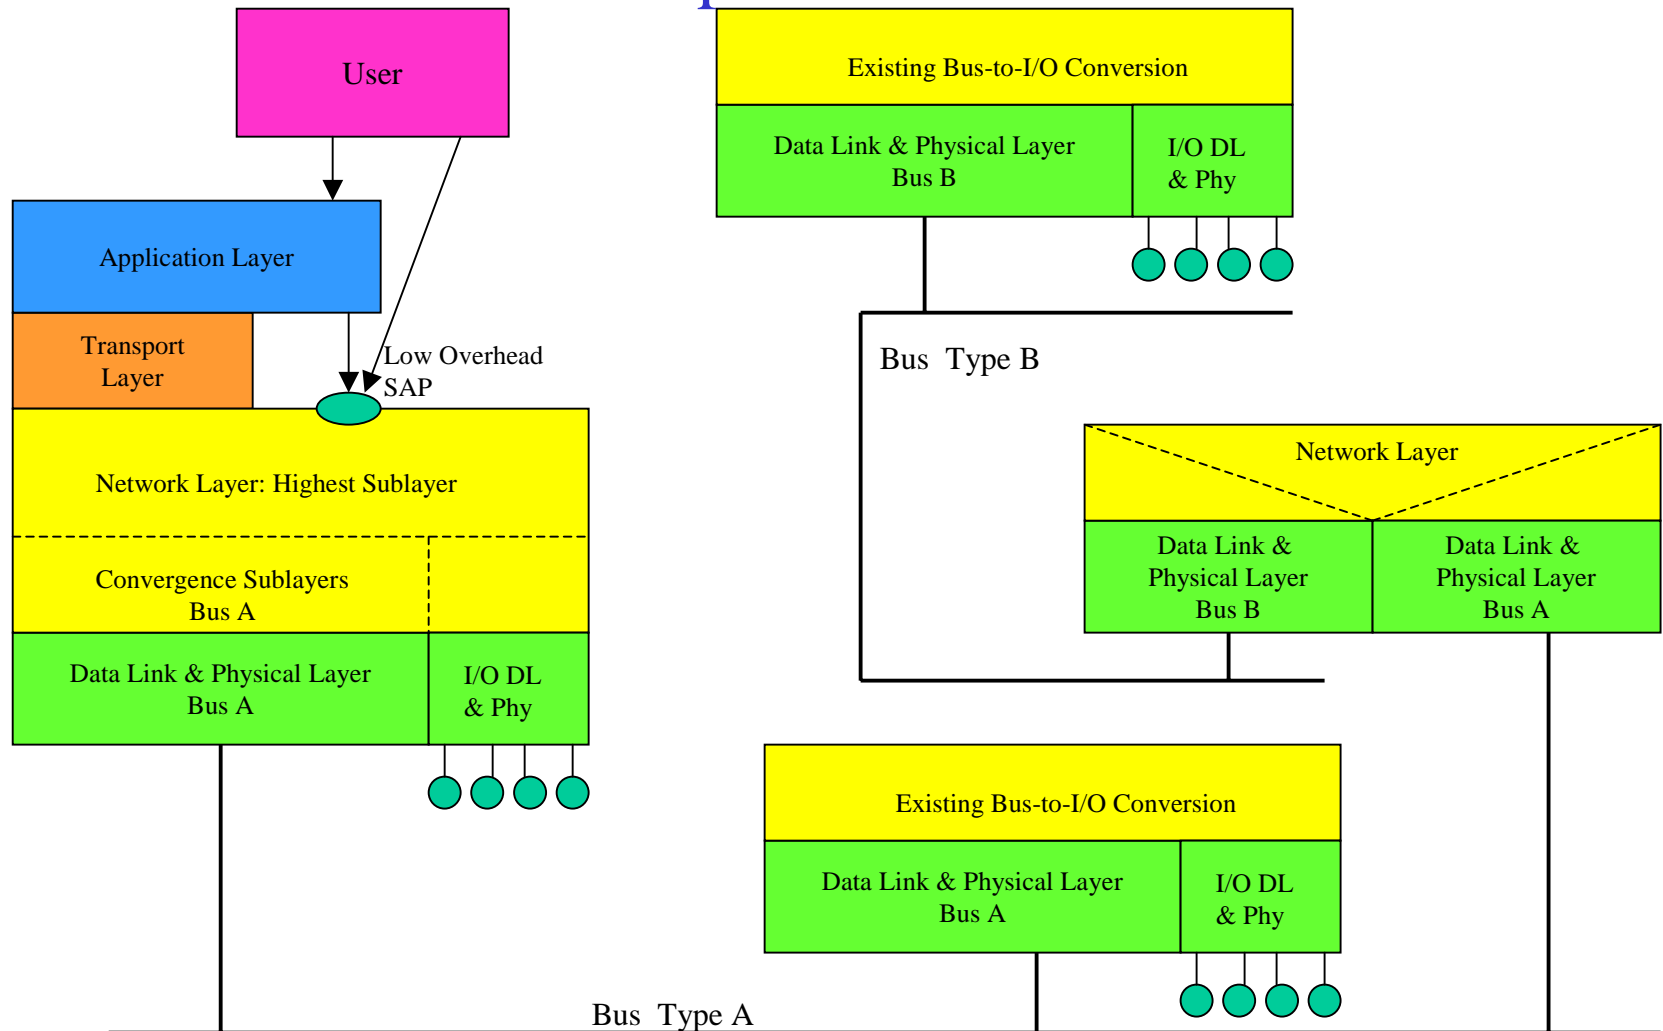 User
Existing Bus-to-I/O Conversion
Data Link & Physical Layer
Bus B
I/O DL
& Phy
Application Layer
Transport
Layer
Low Overhead
SAP
Bus Type B
Network Layer: Highest Sublayer
Convergence Sublayers
Bus A
Data Link & Physical Layer
Bus A
I/O DL
& Phy
Network Layer
Data Link &
Physical Layer
Bus B
Data Link &
Physical Layer
Bus A
Existing Bus-to-I/O Conversion
Data Link & Physical Layer
Bus A
I/O DL
& Phy
Bus Type A